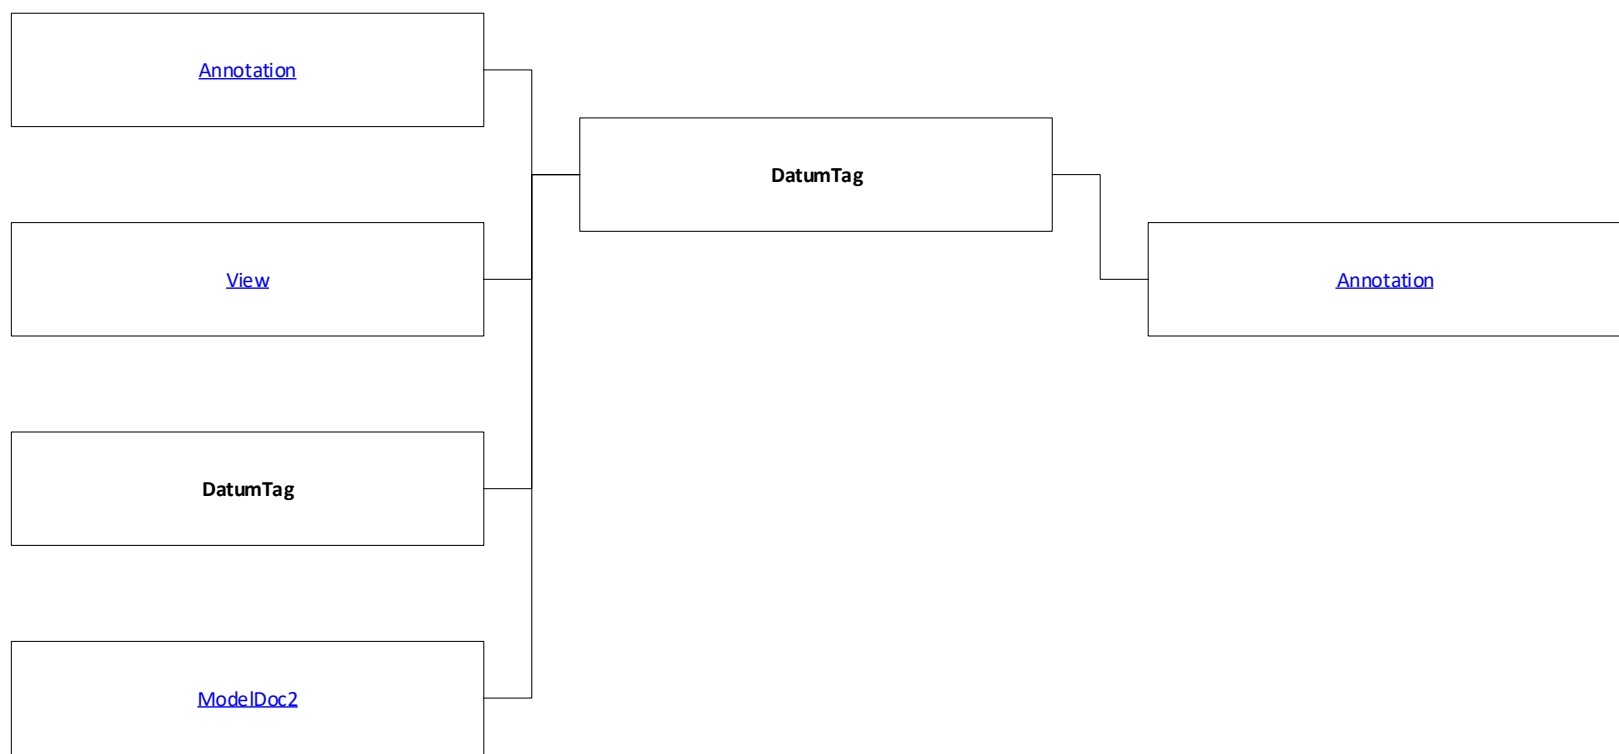 Annotation
DatumTag
View
Annotation
DatumTag
ModelDoc2